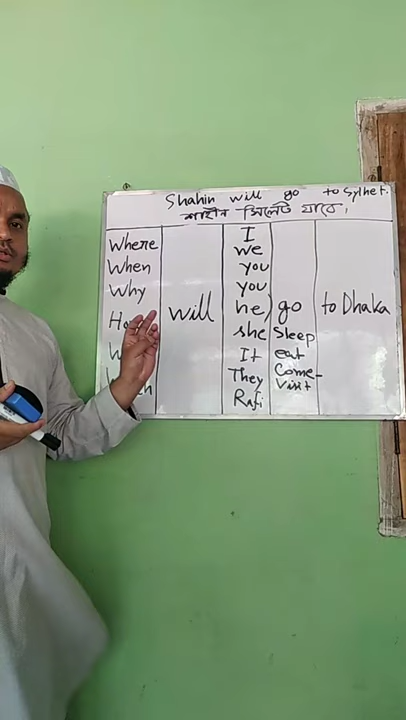 Shahin will go to Sylhet.
শাহীন সিলেট যাবে।
Where
When
Why
will
I
we
you
you
he/
she
It
They
Rafi
go
Sleep
eat
Come-
Visit
to Dhaka